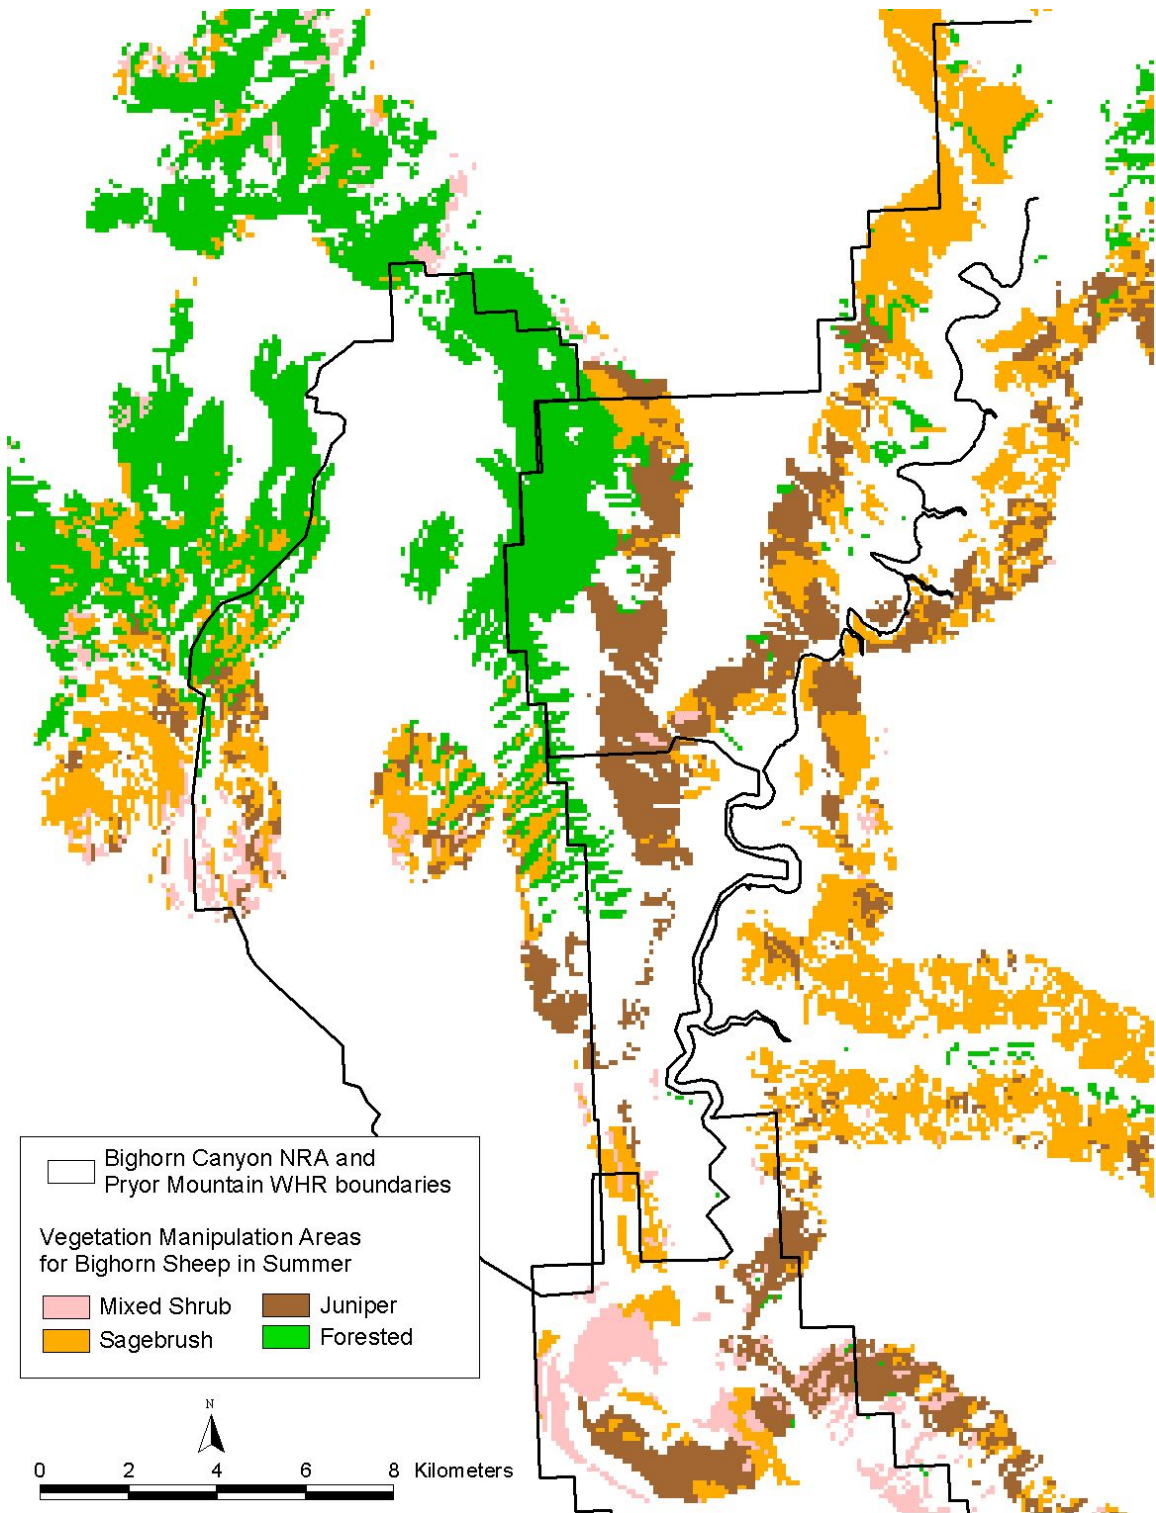 Bighorn Canyon NRA and
Pryor Mountain WHR boundaries
Vegetation Manipulation Areas
for Bighorn Sheep in Summer
Mixed Shrub
Juniper
Sagebrush
Forested
N
0 2 4 6 8 Kilometers